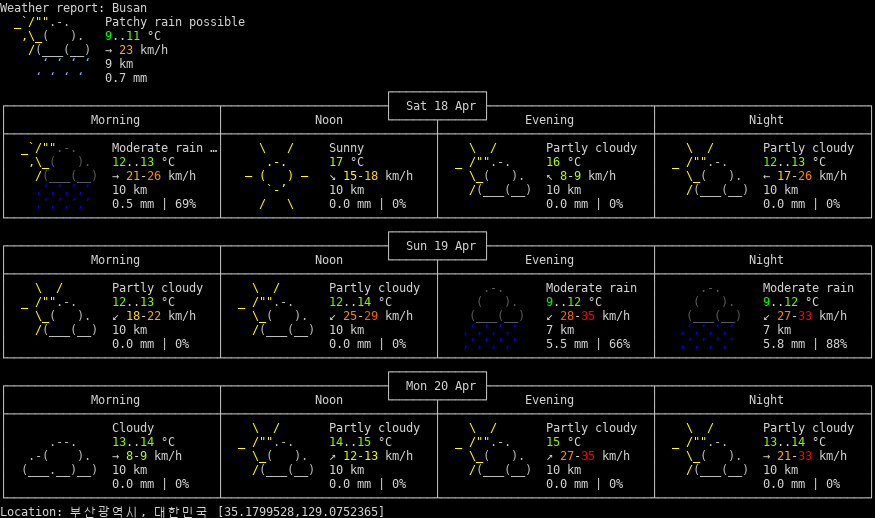 Weather report: Busan
Patchy rain possible
9..11 °C
→ 23 km/h
9 km
0.7 mm
Sat 18 Apr
Morning Noon Evening Night
Moderate rain … Sunny Partly cloudy Partly cloudy
12..13 °C 17 °C 16 °C 12..13 °C
→ 21-26 km/h ↘ 15-18 km/h ↖ 8-9 km/h ← 17-26 km/h
10 km 10 km 10 km 10 km
0.5 mm | 69% 0.0 mm | 0% 0.0 mm | 0% 0.0 mm | 0%
Sun 19 Apr
Morning Noon Evening Night
Partly cloudy Partly cloudy Moderate rain Moderate rain
12..13 °C 12..14 °C 9..12 °C 9..12 °C
↙ 18-22 km/h ↙ 25-29 km/h ↙ 28-35 km/h ↙ 27-33 km/h
10 km 10 km 7 km 7 km
0.0 mm | 0% 0.0 mm | 0% 5.5 mm | 66% 5.8 mm | 88%
Mon 20 Apr
Morning Noon Evening Night
Cloudy Partly cloudy Partly cloudy Partly cloudy
13..14 °C 14..15 °C 15 °C 13..14 °C
→ 8-9 km/h ↗ 12-13 km/h ↗ 27-35 km/h → 21-33 km/h
10 km 10 km 10 km 10 km
0.0 mm | 0% 0.0 mm | 0% 0.0 mm | 0% 0.0 mm | 0%
Location: 부산광역시, 대한민국 [35.1799528,129.0752365]